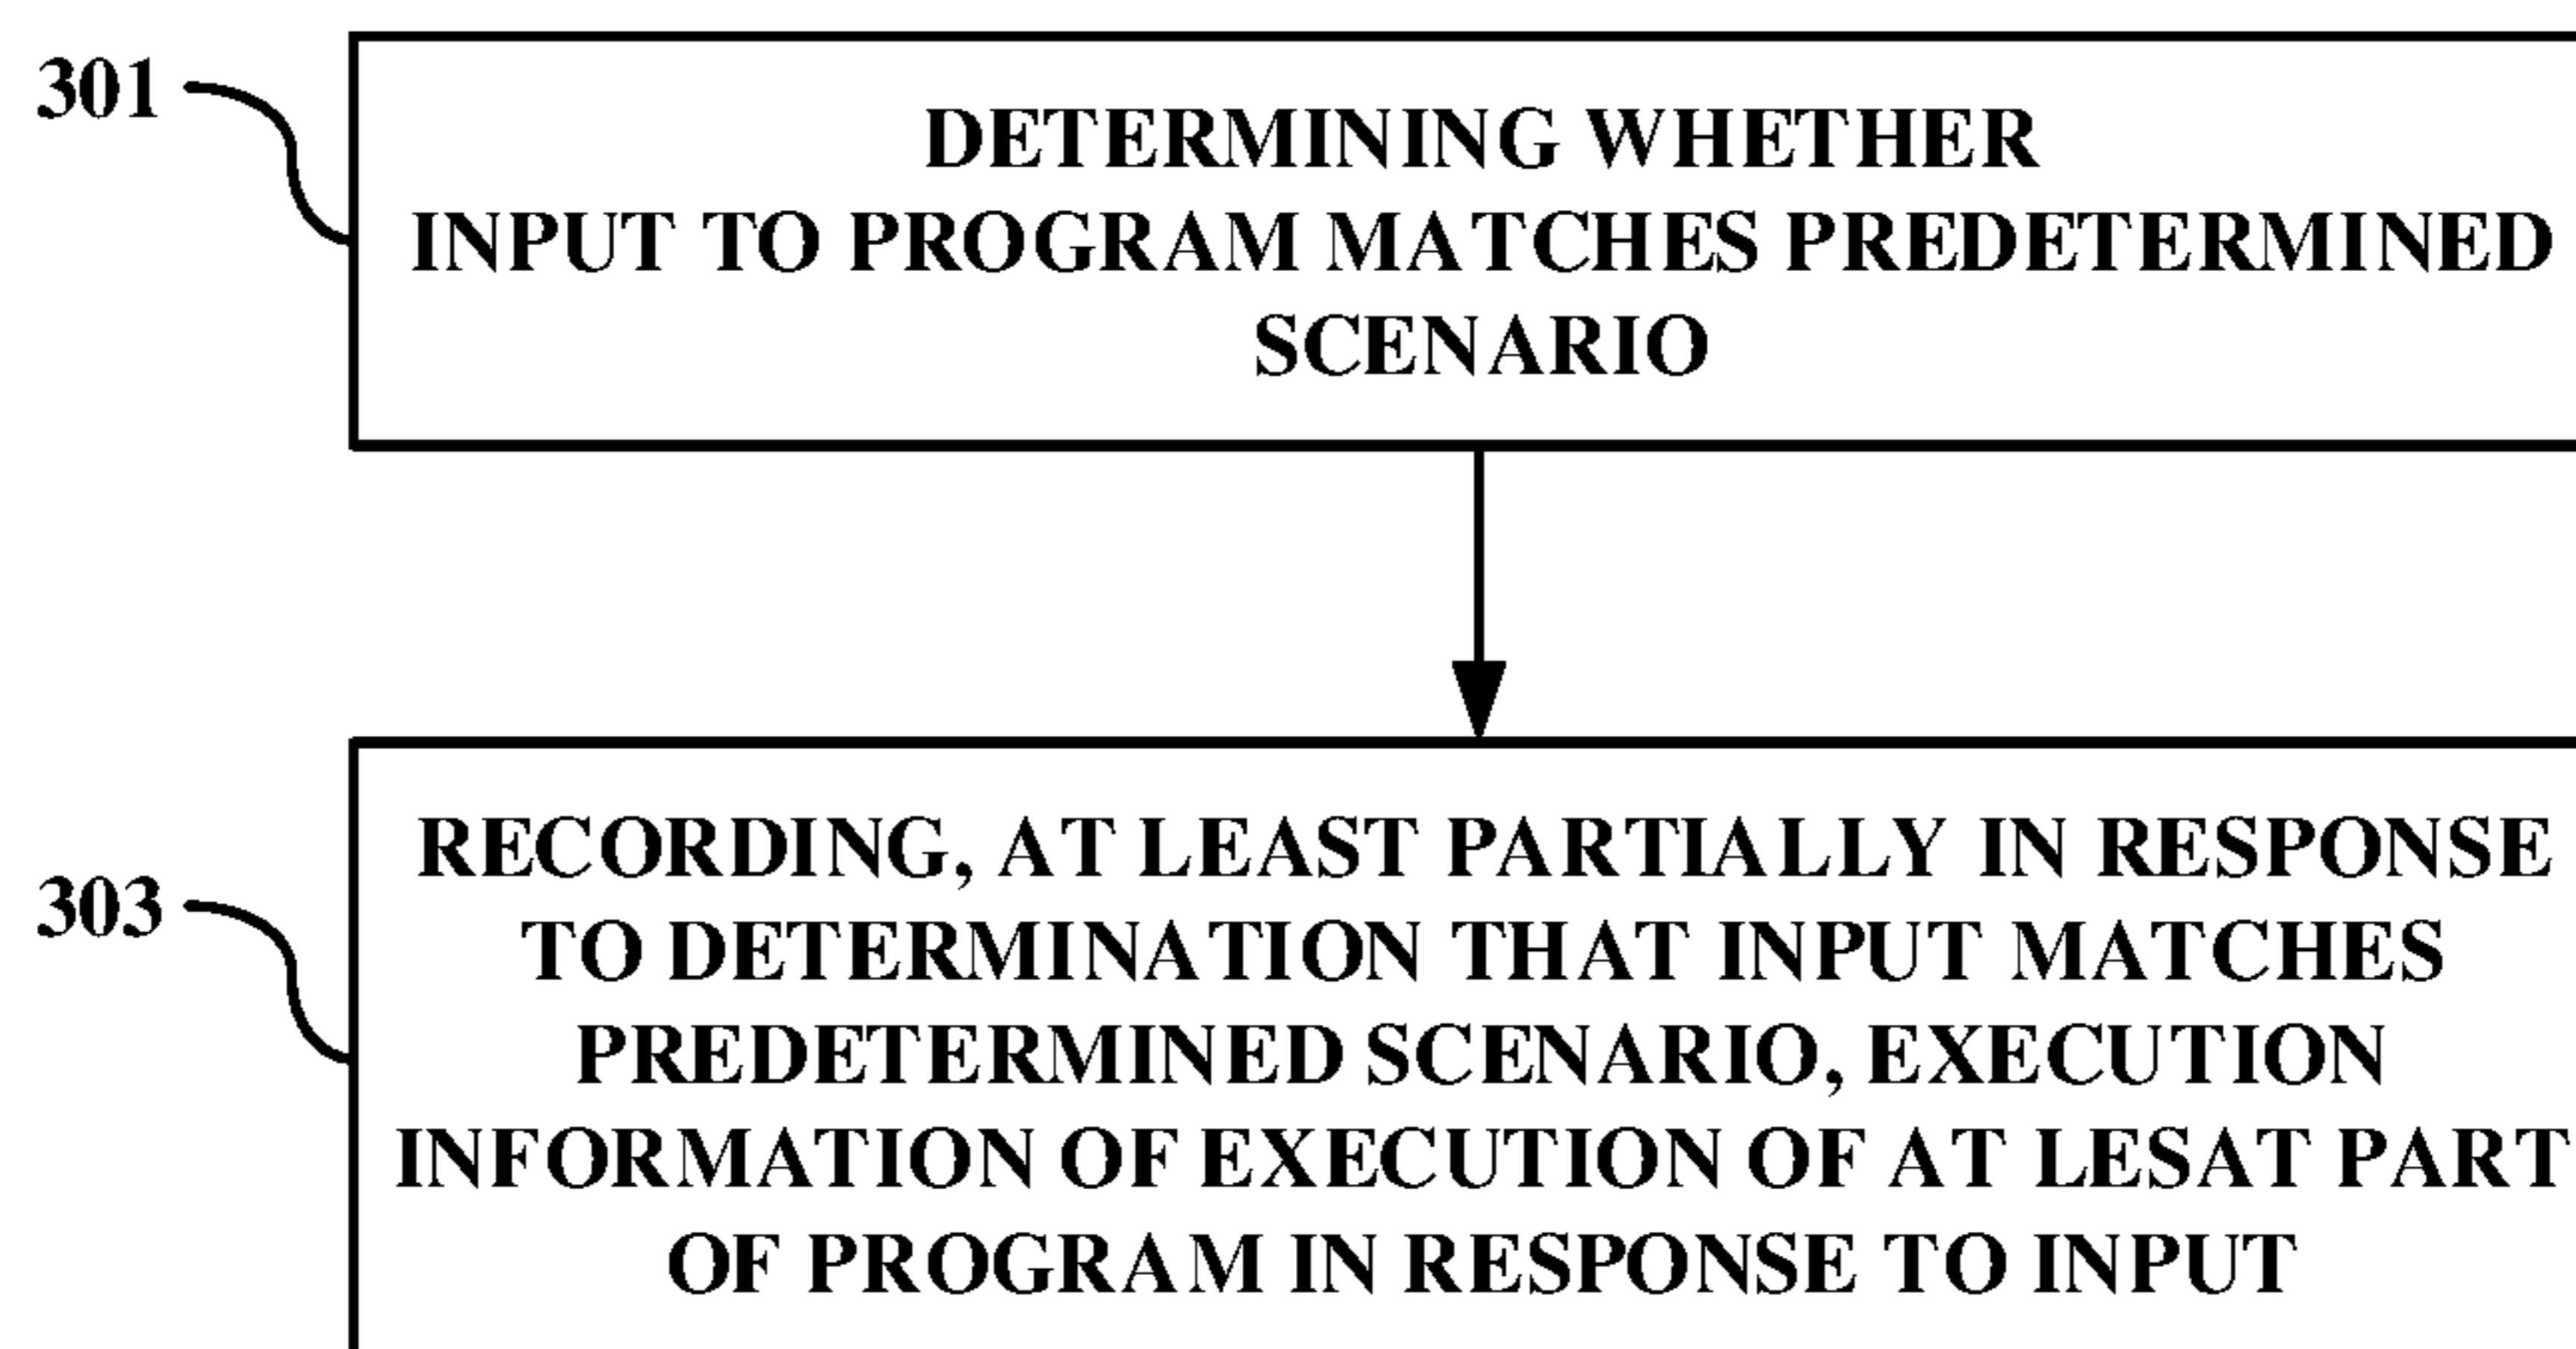 301
DETERMINING WHETHER
INPUT TO PROGRAM MATCHES PREDETERMINED
SCENARIO
303
RECORDING, AT LEAST PARTIALLY IN RESPONSE
TO DETERMINATION THAT INPUT MATCHES
PREDETERMINED SCENARIO, EXECUTION
INFORMATION OF EXECUTION OF AT LESAT PART
OF PROGRAM IN RESPONSE TO INPUT